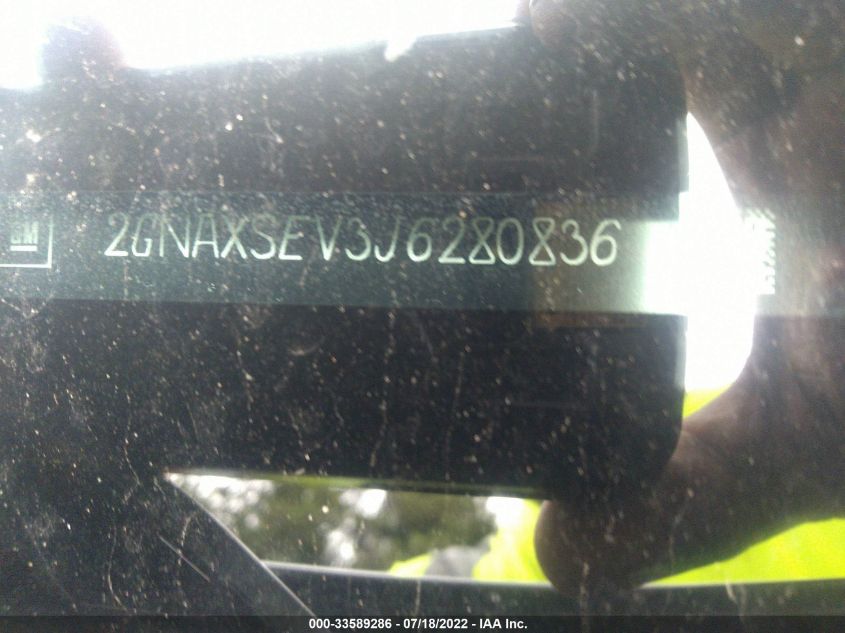 GM
2GNAXSEV3J6280836
000-33589286 - 07/18/2022 - IAA Inc.